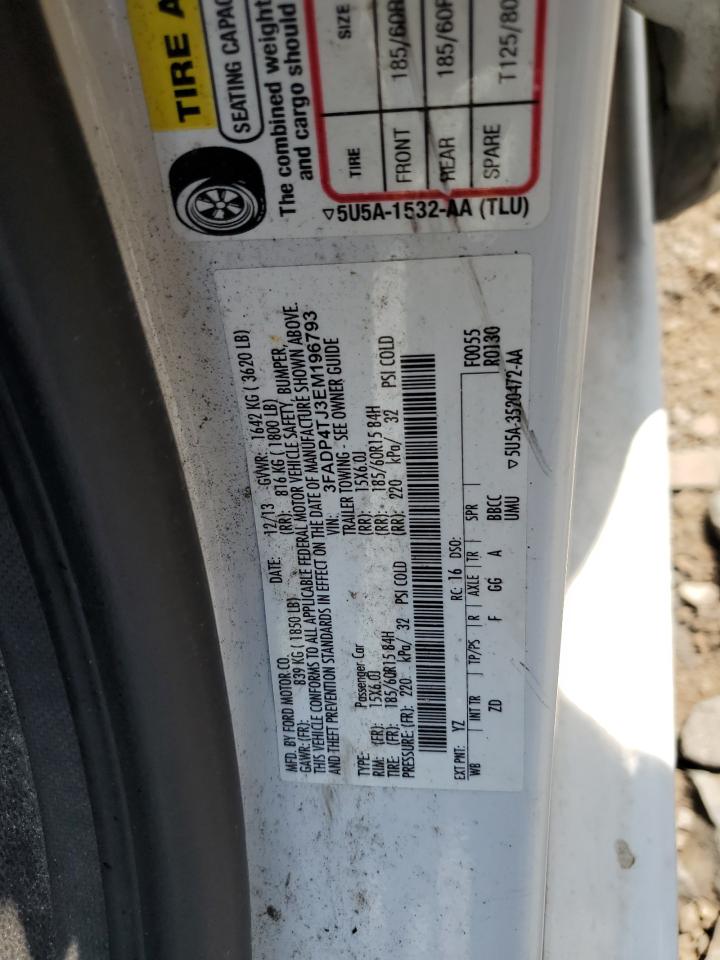 TIRE A
SEATING CAPAC
The combined weight
and cargo should
TIRE SIZE
FRONT 185/60R
REAR 185/60R
SPARE T125/80
5U5A-1532-AA (TLU)
MFD. BY FORD MOTOR CO. DATE: 12/13 GVWR: 1642 KG ( 3620 LB)
GAWR: (FR): 839 KG ( 1850 LB) (RR): 816 KG ( 1800 LB)
THIS VEHICLE CONFORMS TO ALL APPLICABLE FEDERAL MOTOR VEHICLE SAFETY, BUMPER,
AND THEFT PREVENTION STANDARDS IN EFFECT ON THE DATE OF MANUFACTURE SHOWN ABOVE.
VIN: 3FADP4TJ3EM196793
TYPE: Passenger Car TRAILER TOWING - SEE OWNER GUIDE
RIM: (FR): 15X6.0J (RR): 15X6.0J
TIRE: (FR): 185/60R15 84H (RR): 185/60R15 84H
PRESSURE: (FR): 220 kPa/ 32 PSI COLD (RR): 220 kPa/ 32 PSI COLD
EXT PNT: YZ RC: 16 DSO: F0055
WB INT TR TP/PS R AXLE TR SPR R0130
ZD F GG A BBCC
UMU
5U5A-3520472-AA